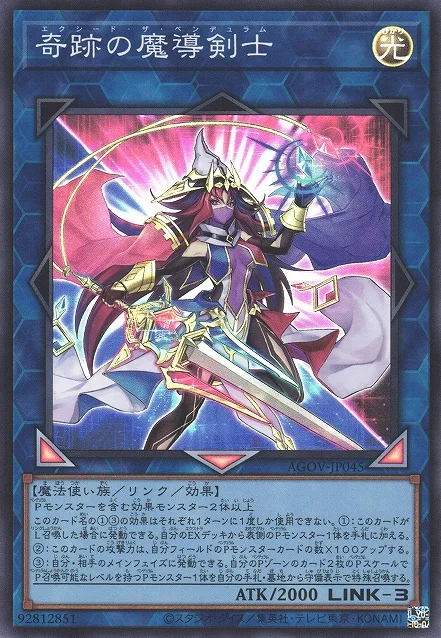 エクシード・ザ・ペンデュラム
奇跡の魔導剣士
光
AGOV-JP045
【魔法使い族／リンク／効果】
Pモンスターを含む効果モンスター2体以上
このカード名の①③の効果はそれぞれ1ターンに1度しか使用できない。①：このカードが
L召喚した場合に発動できる。自分のEXデッキから表側のPモンスター1体を手札に加える。
②：このカードの攻撃力は、自分フィールドのPモンスターカードの数×100アップする。
③：自分・相手のメインフェイズに発動できる。自分のPゾーンのカード2枚のPスケールで
P召喚可能なレベルを持つPモンスター1体を自分の手札・墓地から守備表示で特殊召喚する。
ATK/2000 LINK-3
92812851 ©スタジオ・ダイス／集英社・テレビ東京・KONAMI